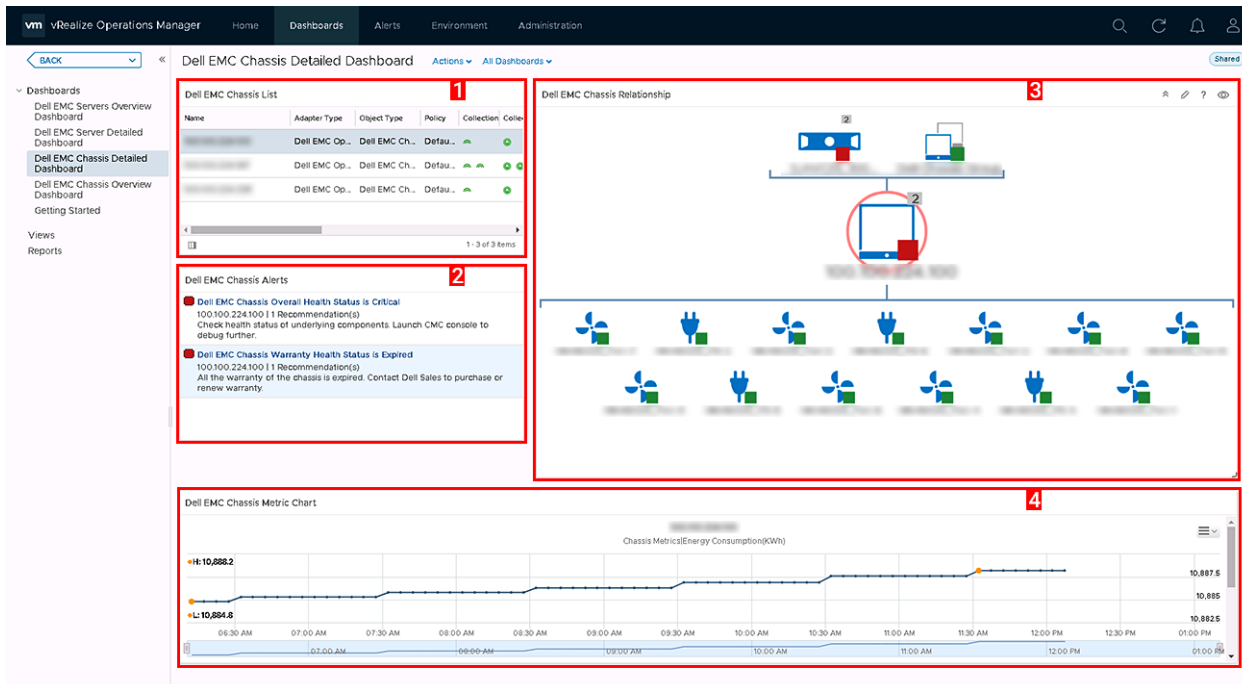 vm vRealize Operations Manager Home Dashboards Alerts Environment Administration
BACK
Dell EMC Chassis Detailed Dashboard Actions All Dashboards Shared
Dashboards
Dell EMC Servers Overview
Dashboard
Dell EMC Server Detailed
Dashboard
Dell EMC Chassis Detailed
Dashboard
Dell EMC Chassis Overview
Dashboard
Getting Started
Views
Reports
Dell EMC Chassis List 1
Name Adapter Type Object Type Policy Collection Colle
Dell EMC Op... Dell EMC Ch... Defau...
Dell EMC Op... Dell EMC Ch... Defau...
Dell EMC Op... Dell EMC Ch... Defau...
1 - 3 of 3 items
Dell EMC Chassis Alerts 2
Dell EMC Chassis Overall Health Status is Critical
100.100.224.100 | 1 Recommendation(s)
Check health status of underlying components. Launch CMC console to
debug further.
Dell EMC Chassis Warranty Health Status is Expired
100.100.224.100 | 1 Recommendation(s)
All the warranty of the chassis is expired. Contact Dell Sales to purchase or
renew warranty.
Dell EMC Chassis Relationship 3
?
2
2
Dell EMC Chassis Metric Chart 4
Chassis Metrics|Energy Consumption(KWh)
H: 10,888.2
L: 10,884.8
10,887.5
10,885
10,882.5
06:30 AM 07:00 AM 07:30 AM 08:00 AM 08:30 AM 09:00 AM 09:30 AM 10:00 AM 10:30 AM 11:00 AM 11:30 AM 12:00 PM 12:30 PM 01:00 PM
07:00 AM 08:00 AM 09:00 AM 10:00 AM 11:00 AM 12:00 PM 01:00 PM